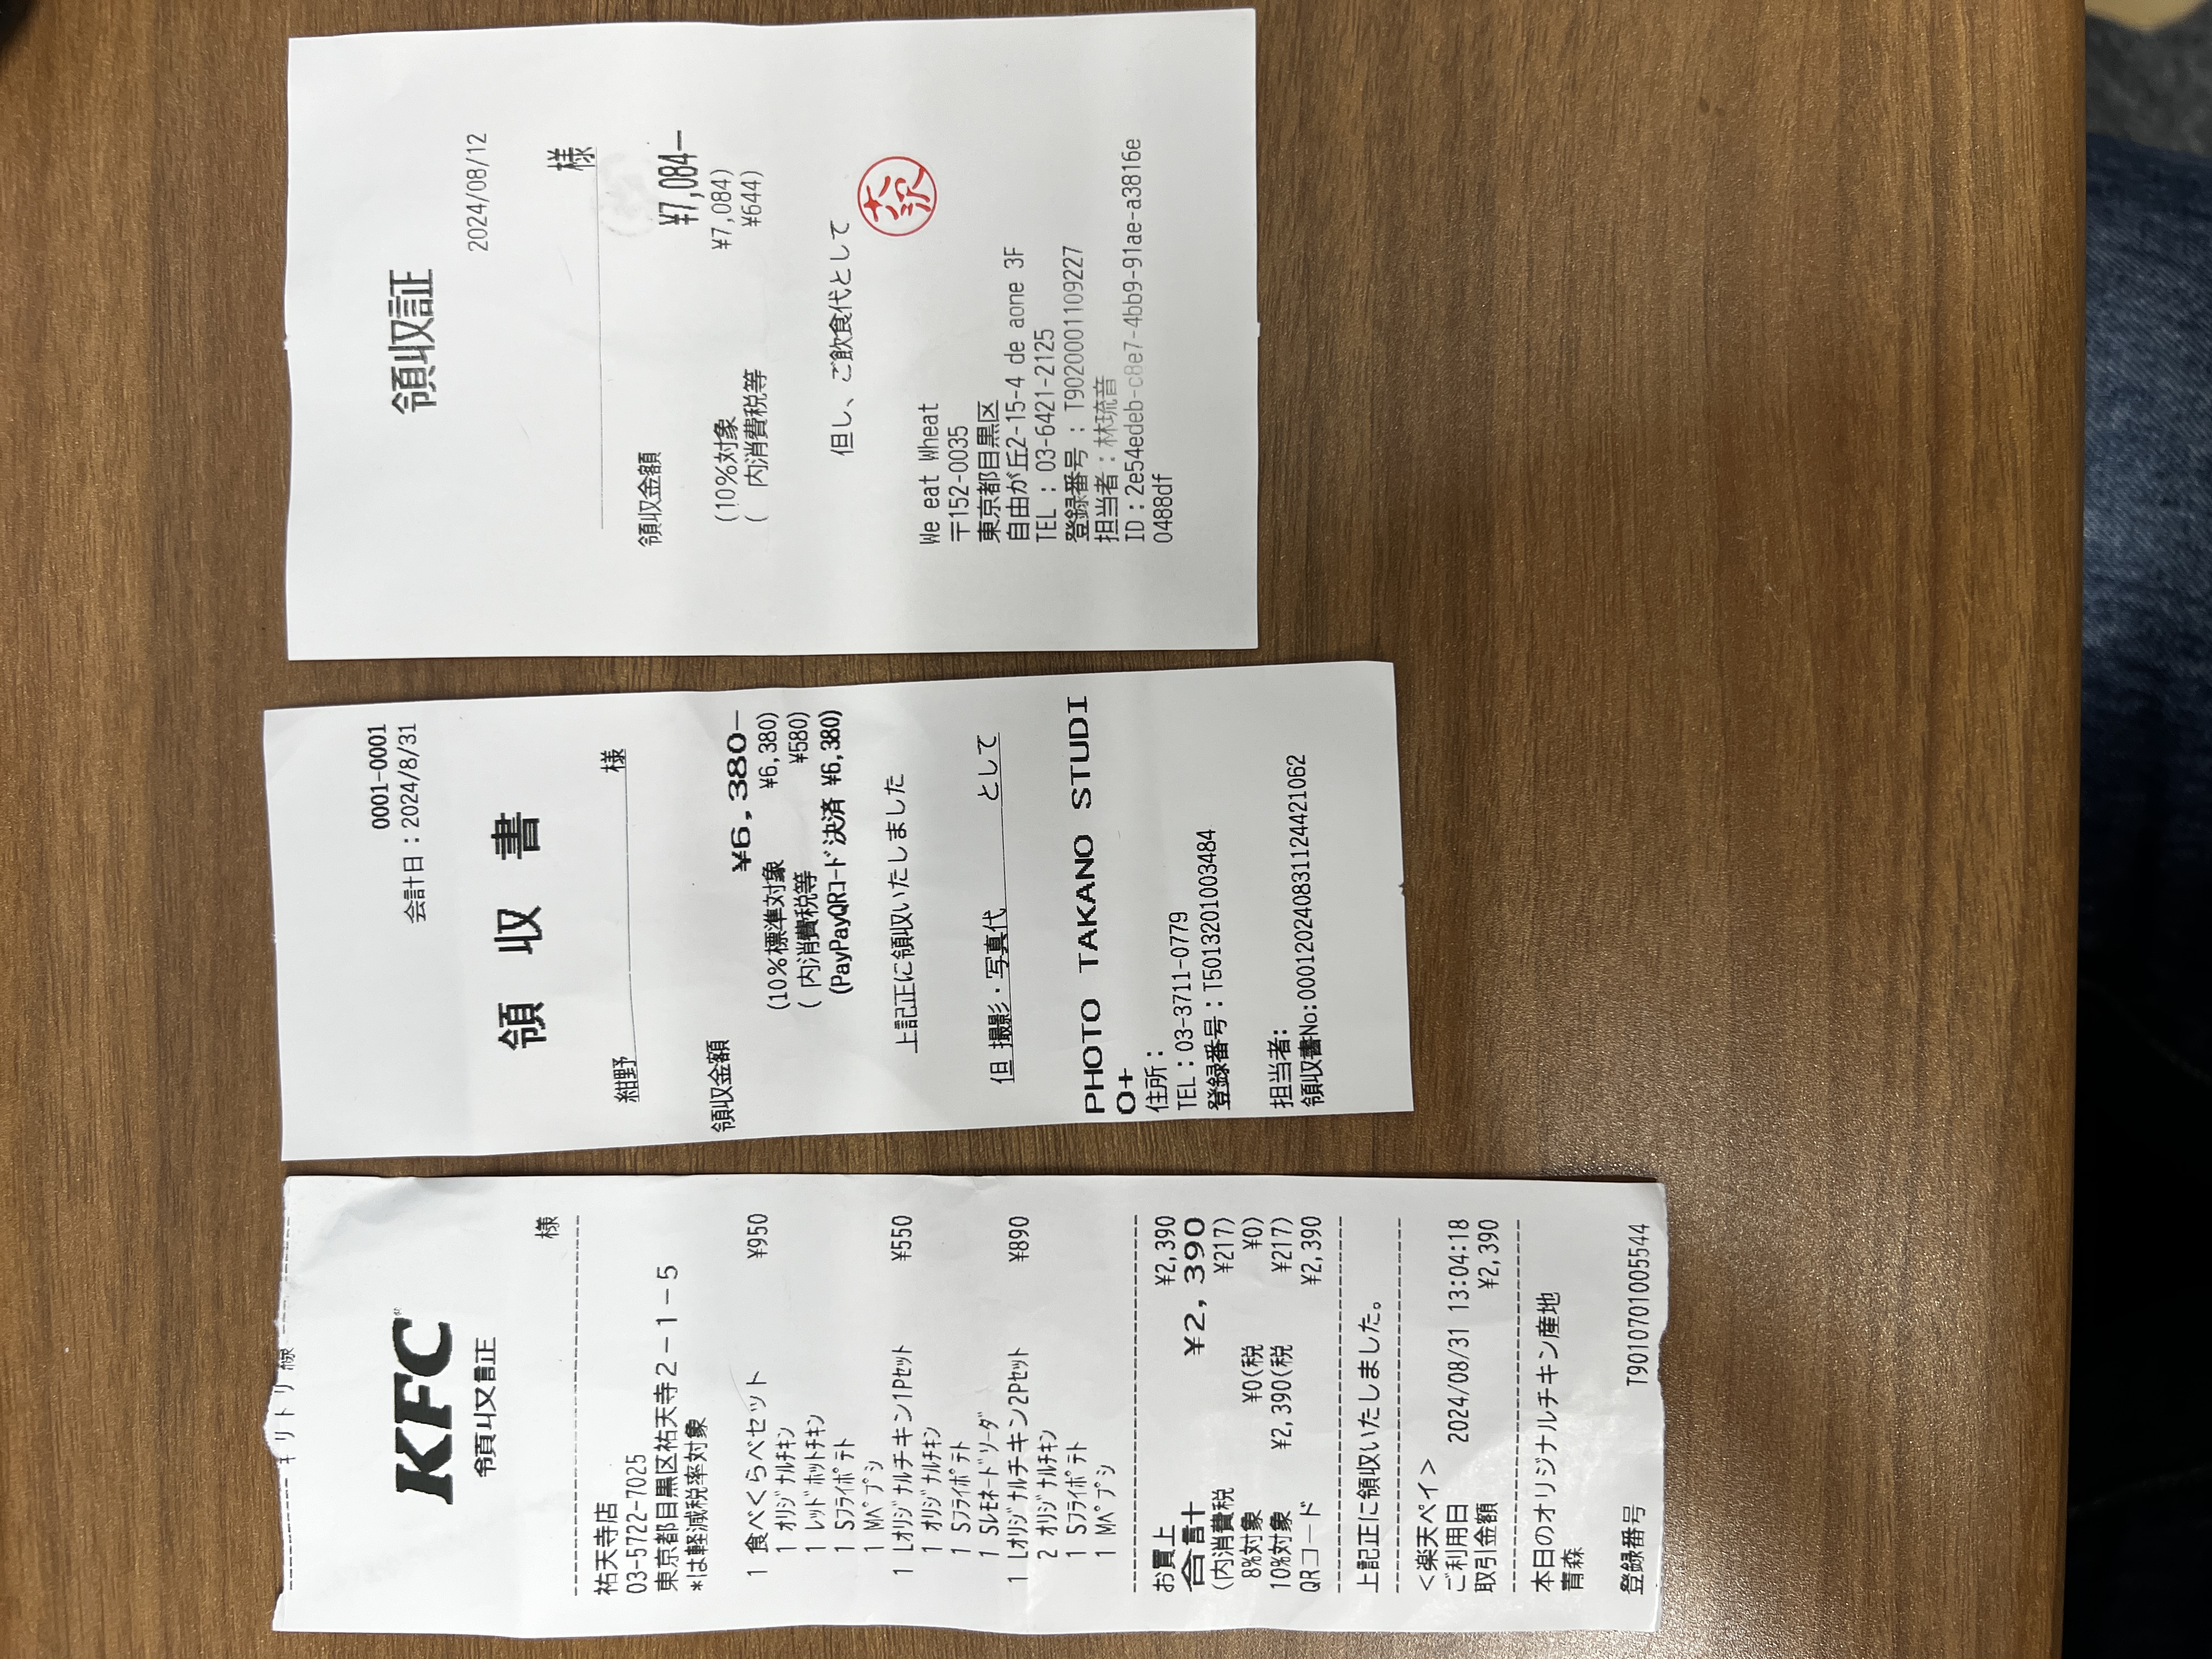 キリトリ線
KFC
領収証
様
祐天寺店
03-5722-7025
東京都目黒区祐天寺2-1-5
*は軽減税率対象
1 食べくらべセット ¥950
1 オリジナルチキン
1 レッドホットチキン
1 Sフライポテト
1 Mペプシ
1 Lオリジナルチキン1Pセット ¥550
1 オリジナルチキン
1 Sフライポテト
1 Sレモネードソーダ
1 Lオリジナルチキン2Pセット ¥890
2 オリジナルチキン
1 Sフライポテト
1 Mペプシ
お買上 ¥2,390
合計 ¥2,390
(内消費税 ¥217)
8%対象 ¥0(税 ¥0)
10%対象 ¥2,390(税 ¥217)
QRコード ¥2,390
上記正に領収いたしました。
<楽天ペイ>
ご利用日 2024/08/31 13:04:18
取引金額 ¥2,390
本日のオリジナルチキン産地
青森
登録番号 T9010701005544
0001-0001
会計日:2024/8/31
領収書
紺野 様
領収金額
¥6,380-
(10%標準対象 ¥6,380)
( 内消費税等 ¥580)
(PayPayQRコード決済 ¥6,380)
上記正に領収いたしました
但 撮影・写真代 として
PHOTO TAKANO STUDI
O+
住所:
TEL:03-3711-0779
登録番号:T5013201003484
担当者:
領収書No:000120240831124421062
領収証
2024/08/12
様
領収金額
¥7,084-
(10%対象 ¥7,084)
( 内消費税等 ¥644)
但し、ご飲食代として
大沢
We eat Wheat
〒152-0035
東京都目黒区
自由が丘2-15-4 de aone 3F
TEL : 03-6421-2125
登録番号 : T9020001109227
担当者:林琉音
ID:2e54edeb-c8e7-4bb9-91ae-a3816e
0488df